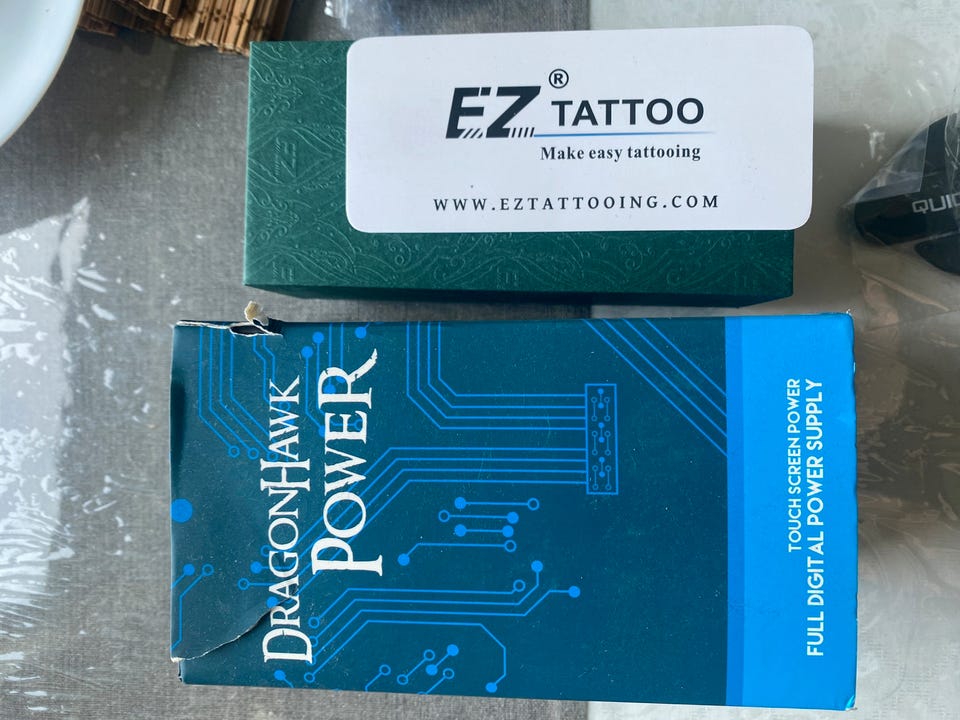 EZ® TATTOO
Make easy tattooing
WWW.EZTATTOOING.COM
DRAGONHAWK
POWER
TOUCH SCREEN POWER
FULL DIGITAL POWER SUPPLY